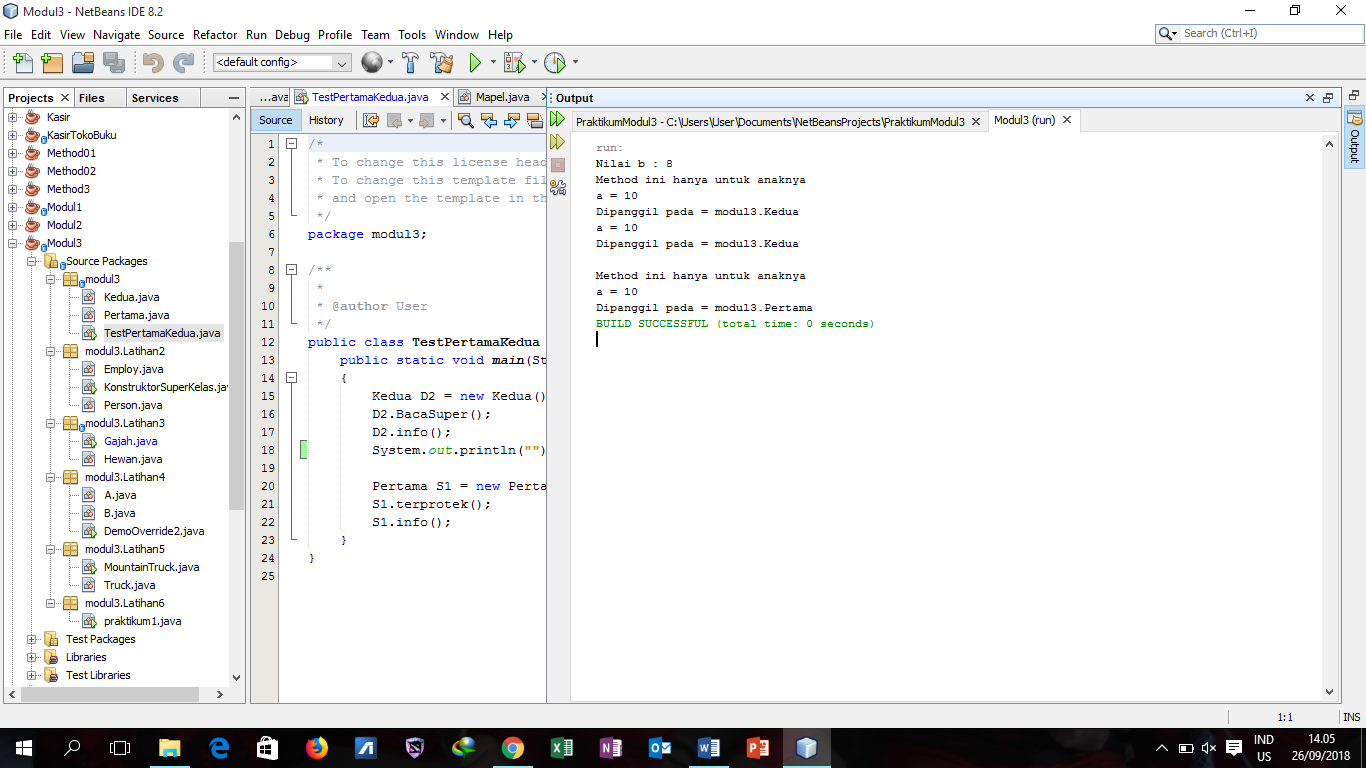 Modul3 - NetBeans IDE 8.2
File Edit View Navigate Source Refactor Run Debug Profile Team Tools Window Help
Search (Ctrl+I)
<default config>
Projects Files Services
Kasir
KasirTokoBuku
Method01
Method02
Method3
Modul1
Modul2
Modul3
Source Packages
modul3
Kedua.java
Pertama.java
TestPertamaKedua.java
modul3.Latihan2
Employ.java
KonstruktorSuperKelas.jav
Person.java
modul3.Latihan3
Gajah.java
Hewan.java
modul3.Latihan4
A.java
B.java
DemoOverride2.java
modul3.Latihan5
MountainTruck.java
Truck.java
modul3.Latihan6
praktikum1.java
Test Packages
Libraries
Test Libraries
...ava TestPertamaKedua.java Mapel.java
Source History
1 /*
2 * To change this license head
3 * To change this template fil
4 * and open the template in th
5 */
6 package modul3;
7
8 /**
9 *
10 * @author User
11 */
12 public class TestPertamaKedua
13 public static void main(St
14 {
15 Kedua D2 = new Kedua()
16 D2.BacaSuper();
17 D2.info();
18 System.out.println("")
19
20 Pertama S1 = new Perta
21 S1.terprotek();
22 S1.info();
23 }
24 }
25
Output
PraktikumModul3 - C:\Users\User\Documents\NetBeansProjects\PraktikumModul3 Modul3 (run)
run:
Nilai b : 8
Method ini hanya untuk anaknya
a = 10
Dipanggil pada = modul3.Kedua
a = 10
Dipanggil pada = modul3.Kedua
Method ini hanya untuk anaknya
a = 10
Dipanggil pada = modul3.Pertama
BUILD SUCCESSFUL (total time: 0 seconds)
Output
1:1 INS
IND
US
14.05
26/09/2018